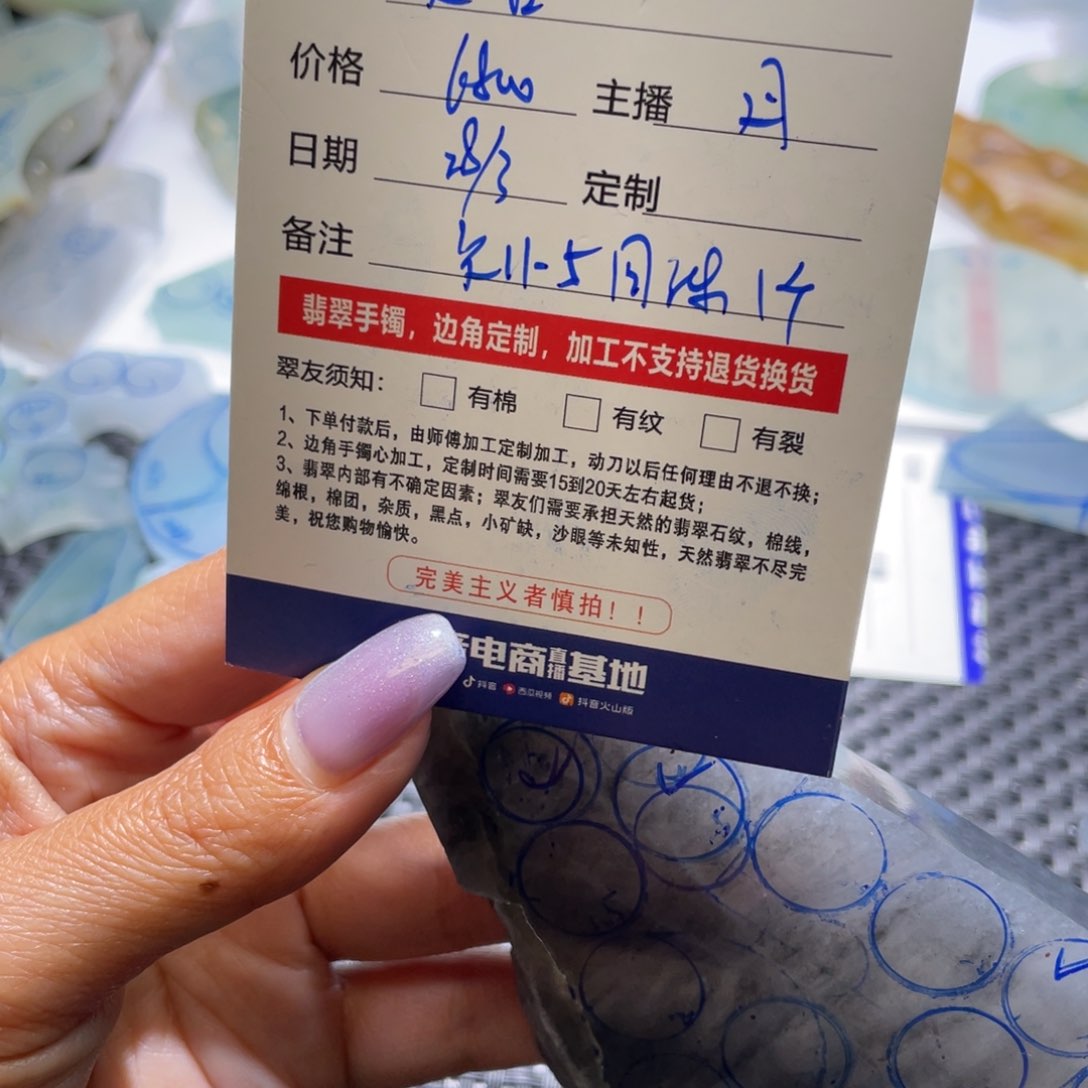 价格 主播 月
日期 28/3 定制
备注
翡翠手镯，边角定制，加工不支持退货换货
翠友须知： 有棉 有纹 有裂
1、下单付款后，由师傅加工定制加工，动刀以后任何理由不退不换；
2、边角手镯心加工，定制时间需要15到20天左右起货；
3、翡翠内部有不确定因素；翠友们需要承担天然的翡翠石纹，棉线，
绵根，棉团，杂质，黑点，小矿缺，沙眼等未知性，天然翡翠不尽完
美，祝您购物愉快。
完美主义者慎拍！！
电商直播基地
抖音 西瓜视频 抖音火山版